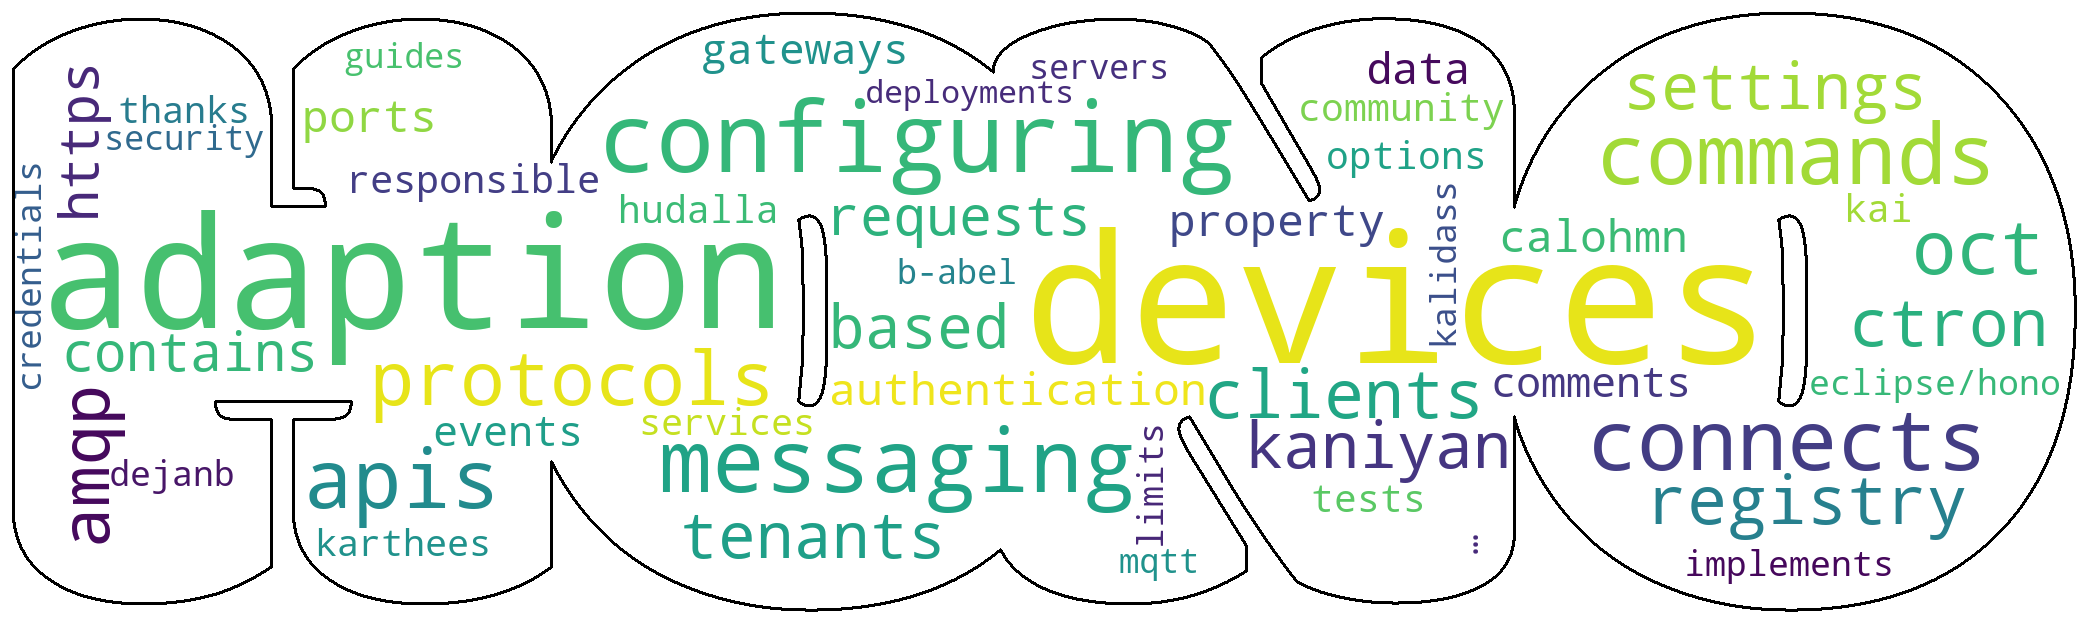 https
thanks
security
credentials
guides
ports
responsible
gateways
deployments
servers
configuring
hudalla
requests
data
community
options
property
kalidass
settings
commands
kai
calohmn
oct
adaption
b-abel
devices
based
ctron
contains
protocols
authentication
clients
comments
eclipse/hono
amqp
dejanb
events
services
apis
karthees
messaging
tenants
limits
mqtt
kaniyan
tests
...
connects
registry
implements